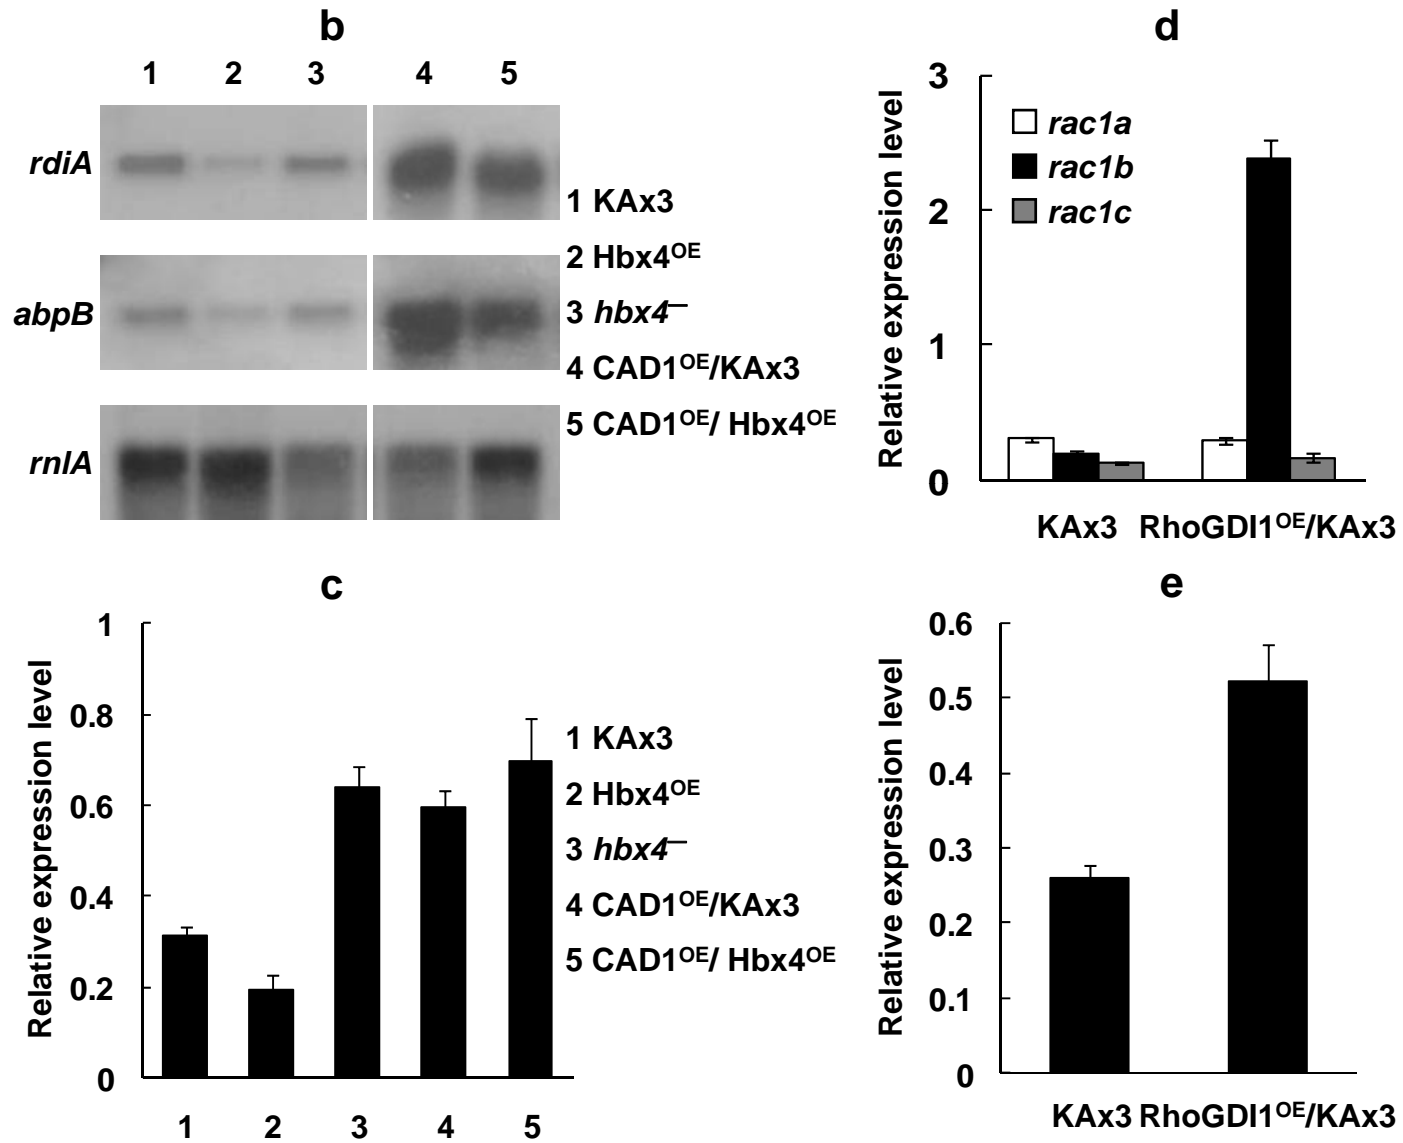 b
1 2 3 4 5
rdiA
abpB
rnlA
1 KAx3
2 Hbx4OE
3 hbx4—
4 CAD1OE/KAx3
5 CAD1OE/ Hbx4OE
d
Relative expression level
3
2
1
0
rac1a
rac1b
rac1c
KAx3 RhoGDI1OE/KAx3
c
Relative expression level
1
0.8
0.6
0.4
0.2
0
1 2 3 4 5
1 KAx3
2 Hbx4OE
3 hbx4—
4 CAD1OE/KAx3
5 CAD1OE/ Hbx4OE
e
Relative expression level
0.6
0.5
0.4
0.3
0.2
0.1
0
KAx3 RhoGDI1OE/KAx3